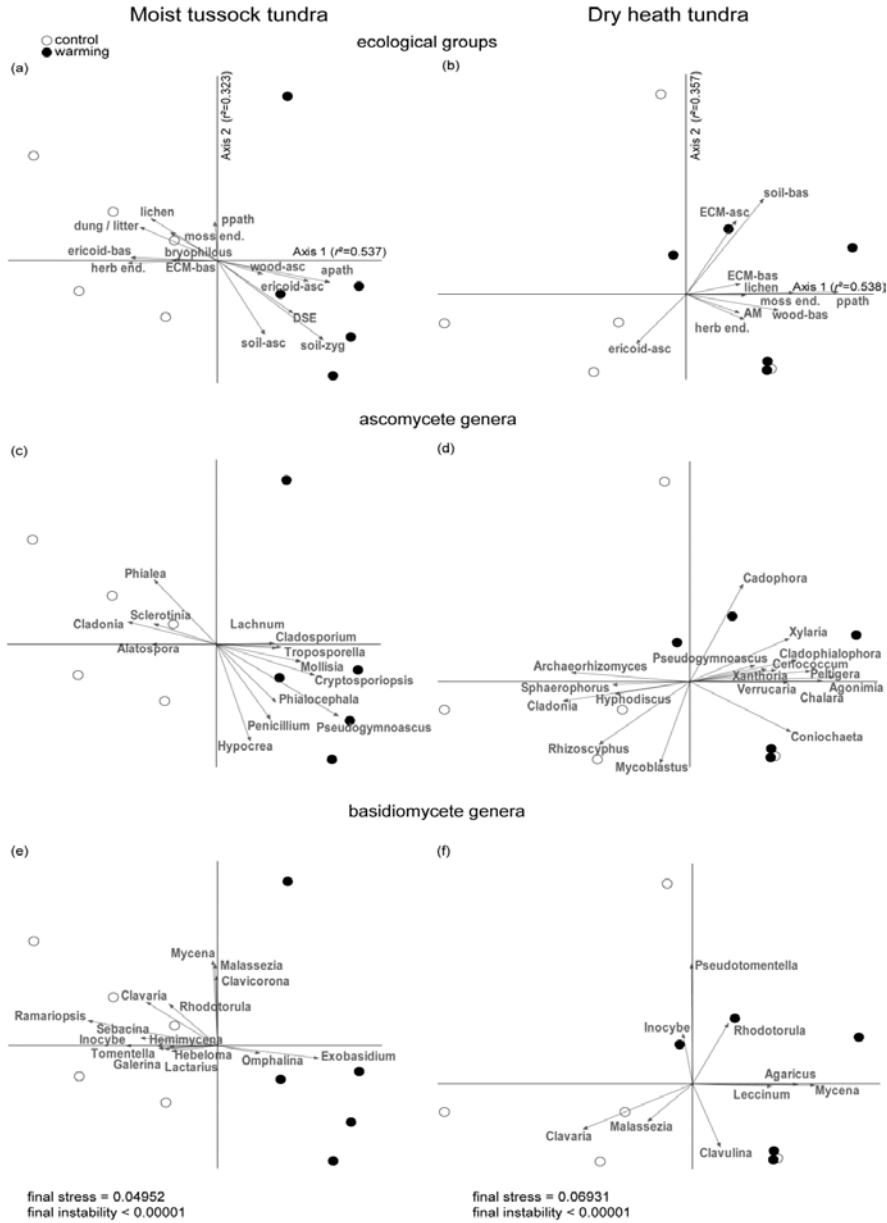 Moist tussock tundra
Dry heath tundra
control
warming
ecological groups
(a)
Axis 2 (r²=0.323)
lichen
ppath
dung / litter
moss end.
ericoid-bas
bryophilous
Axis 1 (r²=0.537)
herb end.
ECM-bas
wood-asc
apath
ericoid-asc
DSE
soil-asc
soil-zyg
(b)
Axis 2 (r²=0.357)
soil-bas
ECM-asc
ECM-bas
lichen
Axis 1 (r²=0.538)
moss end.
ppath
AM
wood-bas
herb end.
ericoid-asc
ascomycete genera
(c)
Phialea
Cladonia
Sclerotinia
Lachnum
Cladosporium
Alatospora
Troposporella
Mollisia
Cryptosporiopsis
Phialocephala
Penicillium
Pseudogymnoascus
Hypocrea
(d)
Cadophora
Xylaria
Pseudogymnoascus
Cladophialophora
Archaeorhizomyces
Cenococcum
Xanthoria
Peltigera
Sphaerophorus
Verrucaria
Agonimia
Cladonia
Hyphodiscus
Chalara
Coniochaeta
Rhizoscyphus
Mycoblastus
basidiomycete genera
(e)
Mycena
Malassezia
Clavicorona
Clavaria
Rhodotorula
Ramariopsis
Sebacina
Inocybe
Hemimycena
Tomentella
Hebeloma
Omphalina
Exobasidium
Galerina
Lactarius
(f)
Pseudotomentella
Inocybe
Rhodotorula
Agaricus
Leccinum
Mycena
Malassezia
Clavaria
Clavulina
final stress = 0.04952
final instability < 0.00001
final stress = 0.06931
final instability < 0.00001